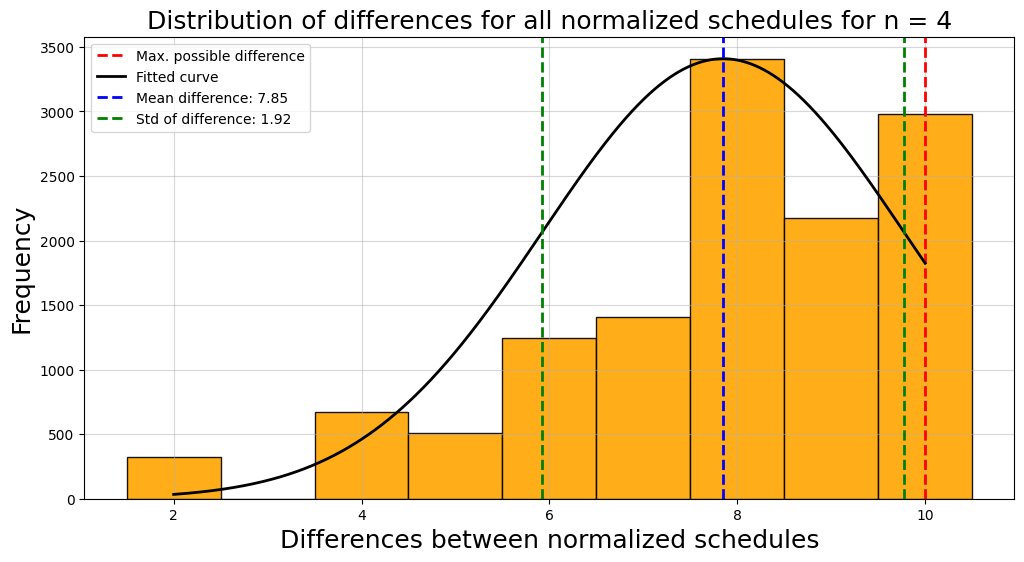 Distribution of differences for all normalized schedules for n = 4
Max. possible difference
Fitted curve
Mean difference: 7.85
Std of difference: 1.92
3500
3000
2500
2000
1500
1000
500
0
Frequency
2 4 6 8 10
Differences between normalized schedules